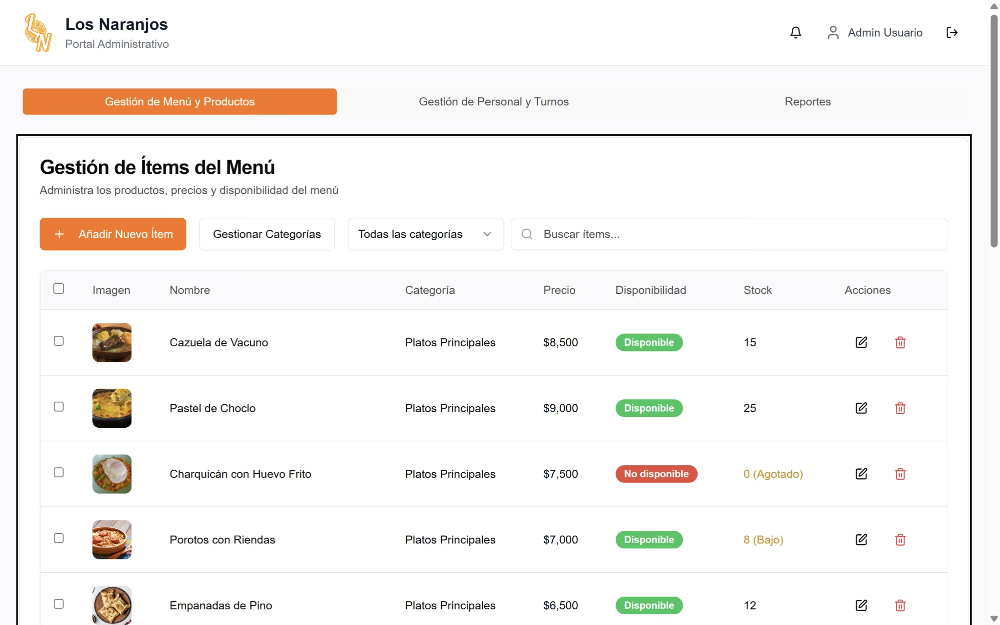 LN
Los Naranjos
Portal Administrativo
Admin Usuario
Gestión de Menú y Productos
Gestión de Personal y Turnos
Reportes
Gestión de Ítems del Menú
Administra los productos, precios y disponibilidad del menú
+ Añadir Nuevo Ítem
Gestionar Categorías
Todas las categorías
Buscar ítems...
Imagen Nombre Categoría Precio Disponibilidad Stock Acciones
Cazuela de Vacuno Platos Principales $8,500 Disponible 15
Pastel de Choclo Platos Principales $9,000 Disponible 25
Charquicán con Huevo Frito Platos Principales $7,500 No disponible 0 (Agotado)
Porotos con Riendas Platos Principales $7,000 Disponible 8 (Bajo)
Empanadas de Pino Platos Principales $6,500 Disponible 12